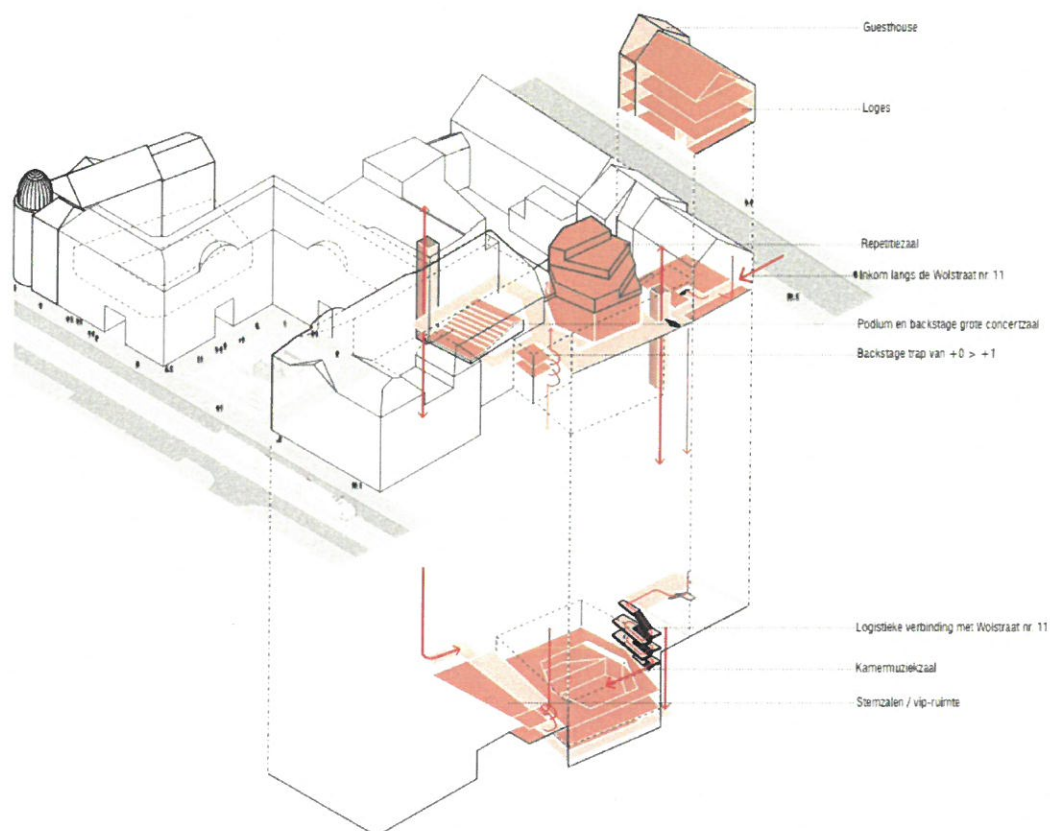 Guesthouse
Loges
Repetitiezaal
Inkom langs de Wolstraat nr. 11
Podium en backstage grote concertzaal
Backstage trap van +0 > +1
Logistieke verbinding met Wolstraat nr. 11
Kamermuziekzaal
Stemzalen / vip-ruimte